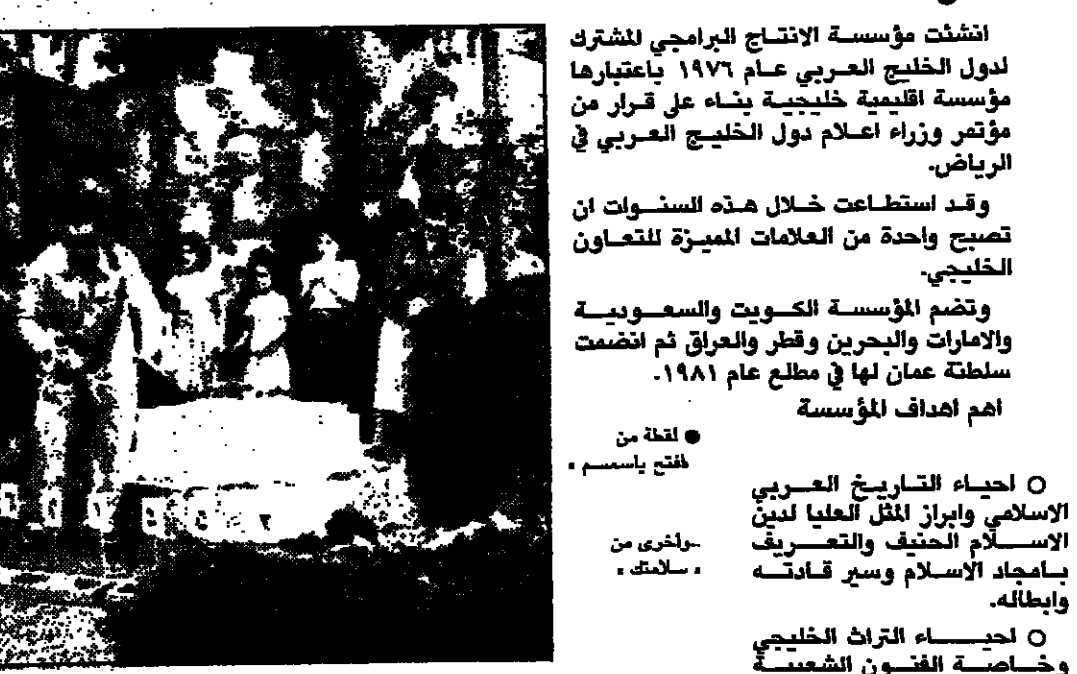 انشئت مؤسسة الانتاج البرامجي المشترك
لدول الخليج العربي عام ١٩٧٦ باعتبارها
مؤسسة اقليمية خليجية بناء على قرار من
مؤتمر وزراء اعلام دول الخليج العربي في
الرياض.
وقد استطاعت خلال هذه السنوات ان
تصبح واحدة من العلامات المميزة للتعاون
الخليجي.
وتضم المؤسسة الكويت والسعودية
والامارات والبحرين وقطر والعراق ثم انضمت
سلطنة عمان لها في مطلع عام ١٩٨١.
اهم اهداف المؤسسة
● لقطة من
افتح ياسمسم »
..واخرى من
« سلامتك »
○ احياء التاريخ العربي
الاسلامي وابراز المثل العليا لدين
الاسلام الحنيف والتعريف
بامجاد الاسلام وسير قادته
وابطاله.
○ احياء التراث الخليجي
وخاصة الفنون الشعبية